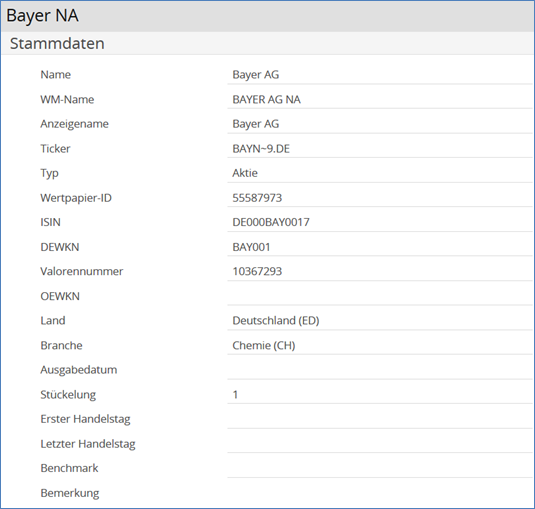 Bayer NA
Stammdaten
Name Bayer AG
WM-Name BAYER AG NA
Anzeigename Bayer AG
Ticker BAYN~9.DE
Typ Aktie
Wertpapier-ID 55587973
ISIN DE000BAY0017
DEWKN BAY001
Valorennummer 10367293
OEWKN
Land Deutschland (ED)
Branche Chemie (CH)
Ausgabedatum
Stückelung 1
Erster Handelstag
Letzter Handelstag
Benchmark
Bemerkung